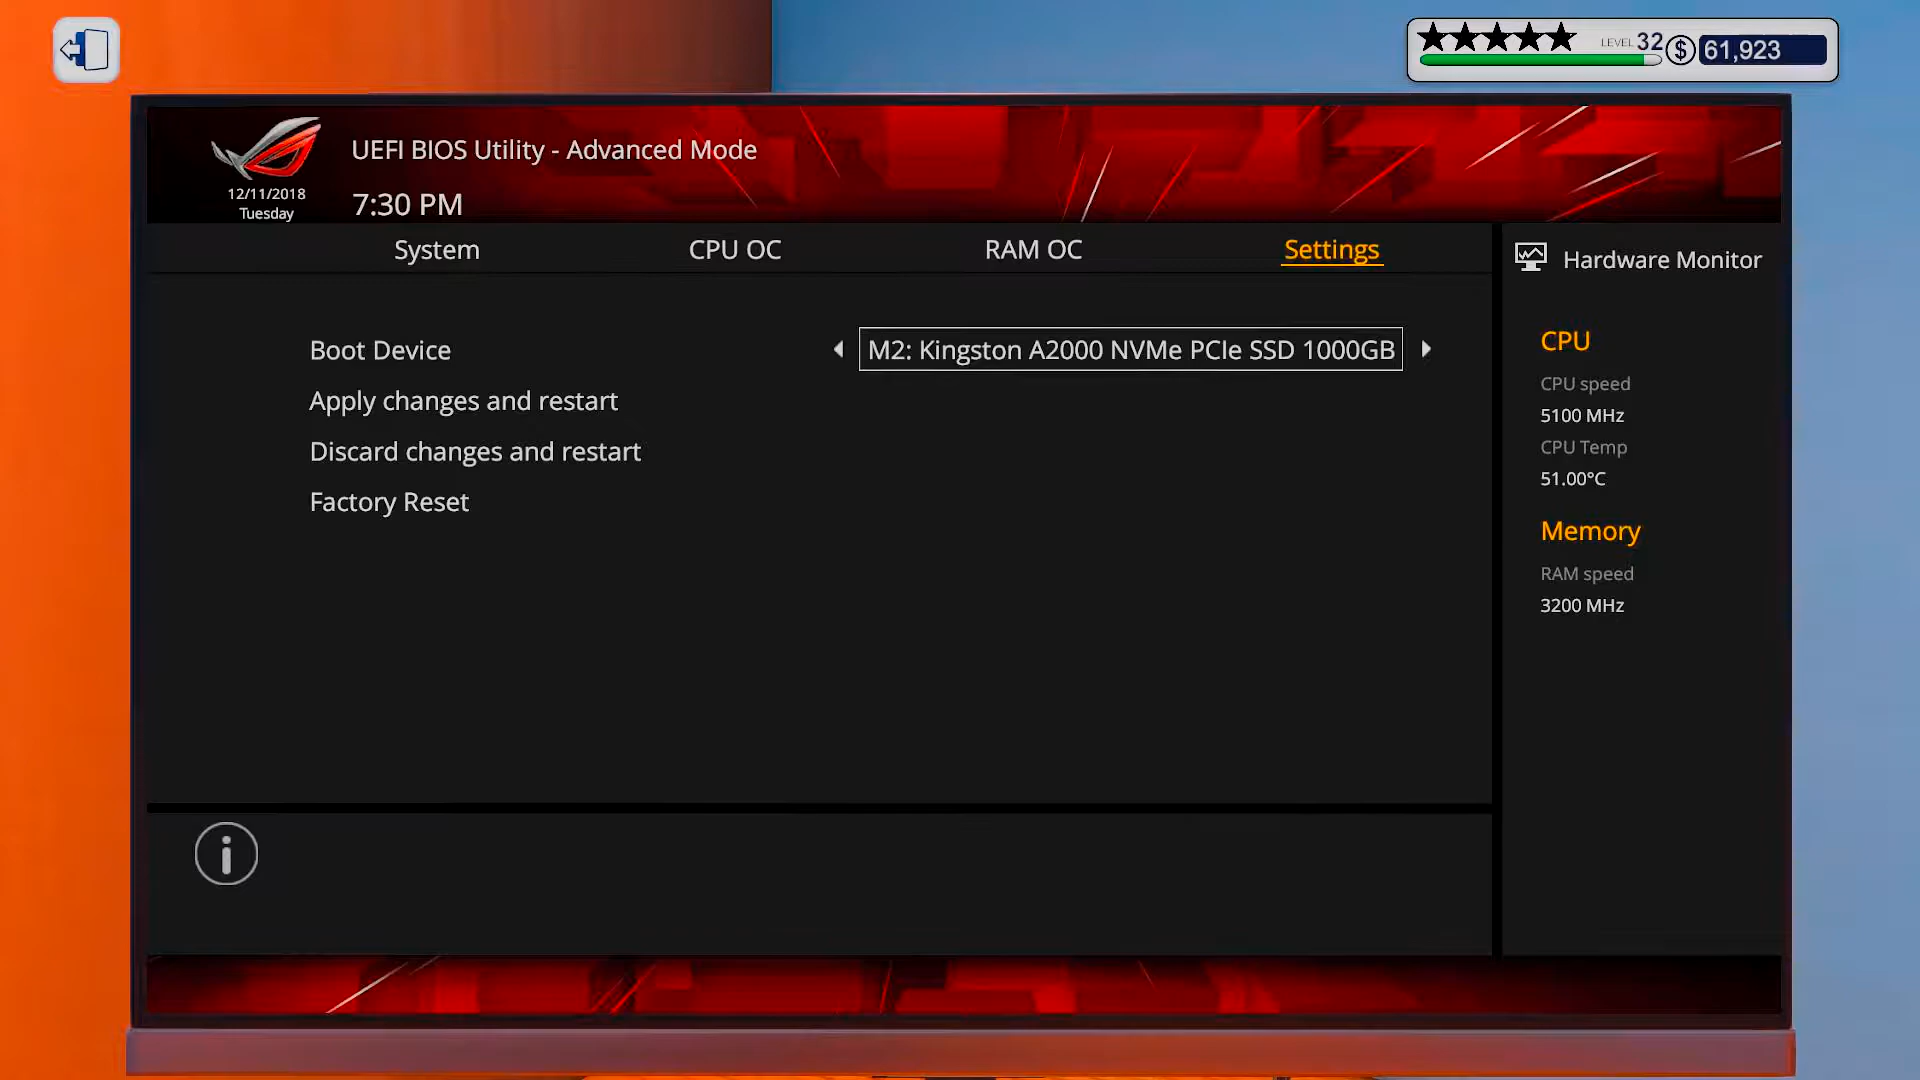 LEVEL 32
$ 61,923
UEFI BIOS Utility - Advanced Mode
12/11/2018
Tuesday
7:30 PM
System
CPU OC
RAM OC
Settings
Hardware Monitor
Boot Device
M2: Kingston A2000 NVMe PCIe SSD 1000GB
Apply changes and restart
Discard changes and restart
Factory Reset
CPU
CPU speed
5100 MHz
CPU Temp
51.00°C
Memory
RAM speed
3200 MHz